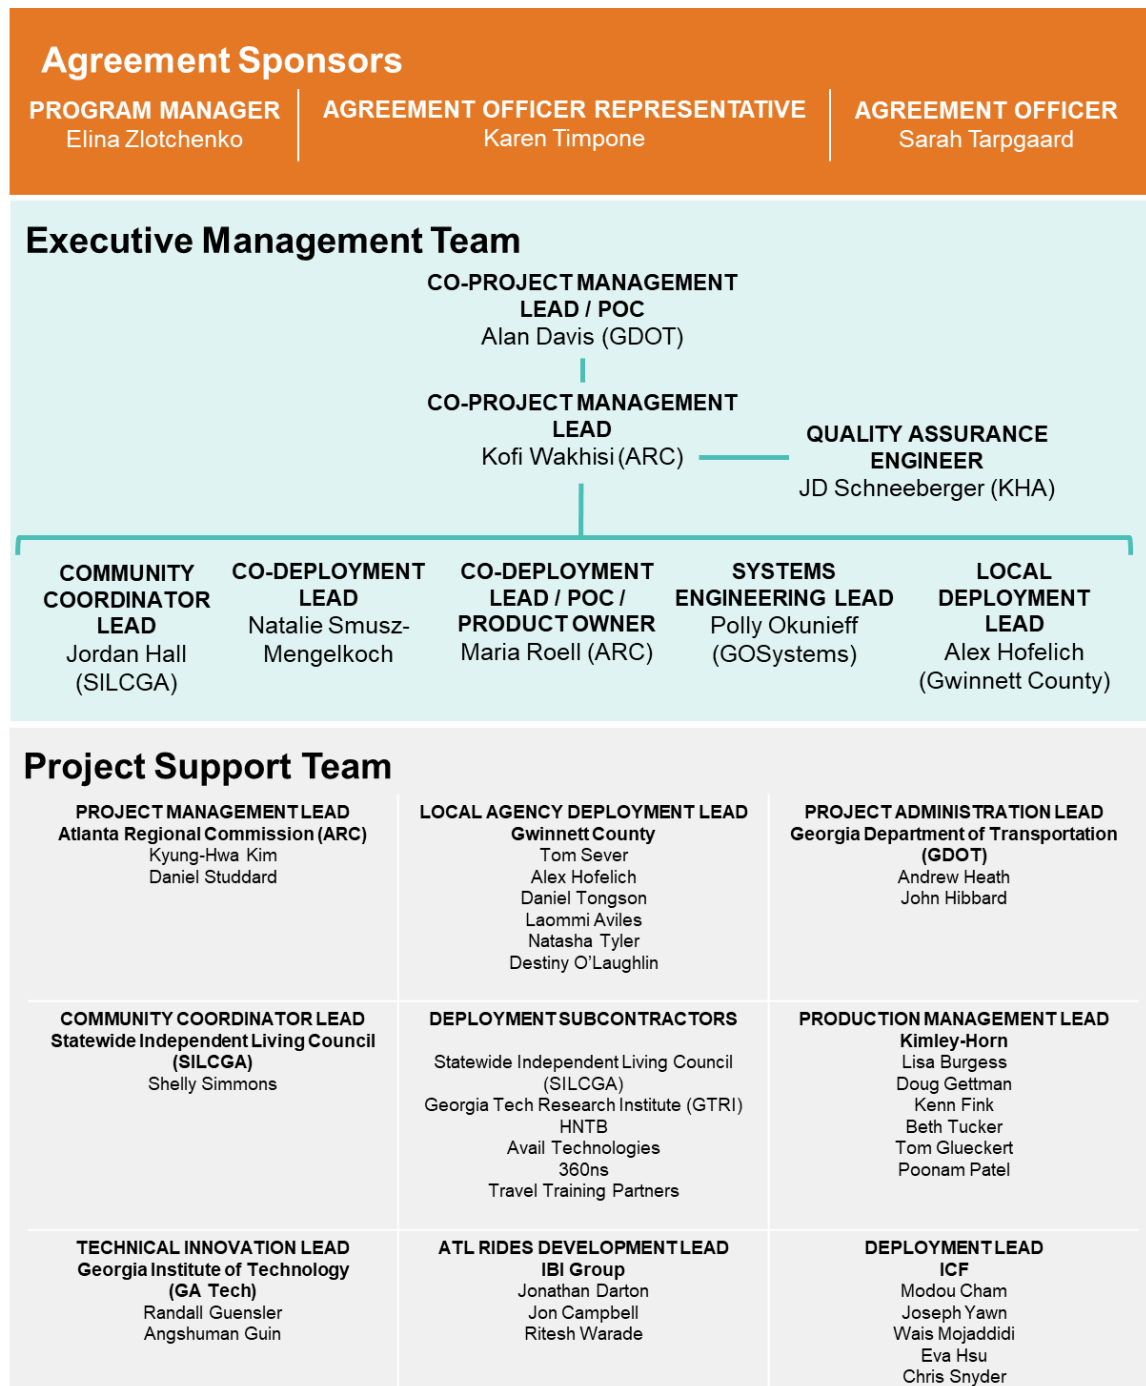 Agreement Sponsors
PROGRAM MANAGER
Elina Zlotchenko
AGREEMENT OFFICER REPRESENTATIVE
Karen Timpone
AGREEMENT OFFICER
Sarah Tarpgaard
Executive Management Team
CO-PROJECT MANAGEMENT
LEAD / POC
Alan Davis (GDOT)
CO-PROJECT MANAGEMENT
LEAD
Kofi Wakhisi (ARC)
QUALITY ASSURANCE
ENGINEER
JD Schneeberger (KHA)
COMMUNITY
COORDINATOR
LEAD
Jordan Hall
(SILCGA)
CO-DEPLOYMENT
LEAD
Natalie Smusz-
Mengelkoch
CO-DEPLOYMENT
LEAD / POC /
PRODUCT OWNER
Maria Roell (ARC)
SYSTEMS
ENGINEERING LEAD
Polly Okunieff
(GOSystems)
LOCAL
DEPLOYMENT
LEAD
Alex Hofelich
(Gwinnett County)
Project Support Team
PROJECT MANAGEMENT LEAD
Atlanta Regional Commission (ARC)
Kyung-Hwa Kim
Daniel Studdard
LOCAL AGENCY DEPLOYMENT LEAD
Gwinnett County
Tom Sever
Alex Hofelich
Daniel Tongson
Laommi Aviles
Natasha Tyler
Destiny O’Laughlin
PROJECT ADMINISTRATION LEAD
Georgia Department of Transportation
(GDOT)
Andrew Heath
John Hibbard
COMMUNITY COORDINATOR LEAD
Statewide Independent Living Council
(SILCGA)
Shelly Simmons
DEPLOYMENT SUBCONTRACTORS
Statewide Independent Living Council
(SILCGA)
Georgia Tech Research Institute (GTRI)
HNTB
Avail Technologies
360ns
Travel Training Partners
PRODUCTION MANAGEMENT LEAD
Kimley-Horn
Lisa Burgess
Doug Gettman
Kenn Fink
Beth Tucker
Tom Glueckert
Poonam Patel
TECHNICAL INNOVATION LEAD
Georgia Institute of Technology
(GA Tech)
Randall Guensler
Angshuman Guin
ATL RIDES DEVELOPMENT LEAD
IBI Group
Jonathan Darton
Jon Campbell
Ritesh Warade
DEPLOYMENT LEAD
ICF
Modou Cham
Joseph Yawn
Wais Mojaddidi
Eva Hsu
Chris Snyder